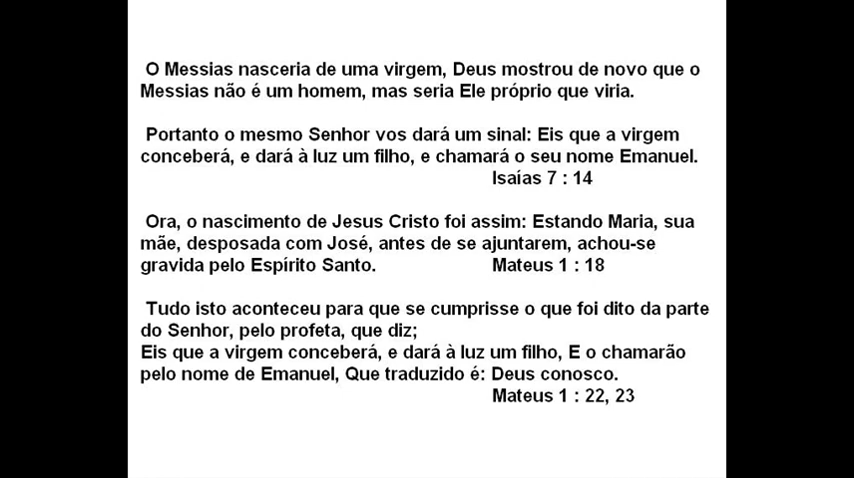 O Messias nasceria de uma virgem, Deus mostrou de novo que o
Messias não é um homem, mas seria Ele próprio que viria.
Portanto o mesmo Senhor vos dará um sinal: Eis que a virgem
conceberá, e dará à luz um filho, e chamará o seu nome Emanuel.
Isaías 7 : 14
Ora, o nascimento de Jesus Cristo foi assim: Estando Maria, sua
mãe, desposada com José, antes de se ajuntarem, achou-se
gravida pelo Espírito Santo. Mateus 1 : 18
Tudo isto aconteceu para que se cumprisse o que foi dito da parte
do Senhor, pelo profeta, que diz;
Eis que a virgem conceberá, e dará à luz um filho, E o chamarão
pelo nome de Emanuel, Que traduzido é: Deus conosco.
Mateus 1 : 22, 23